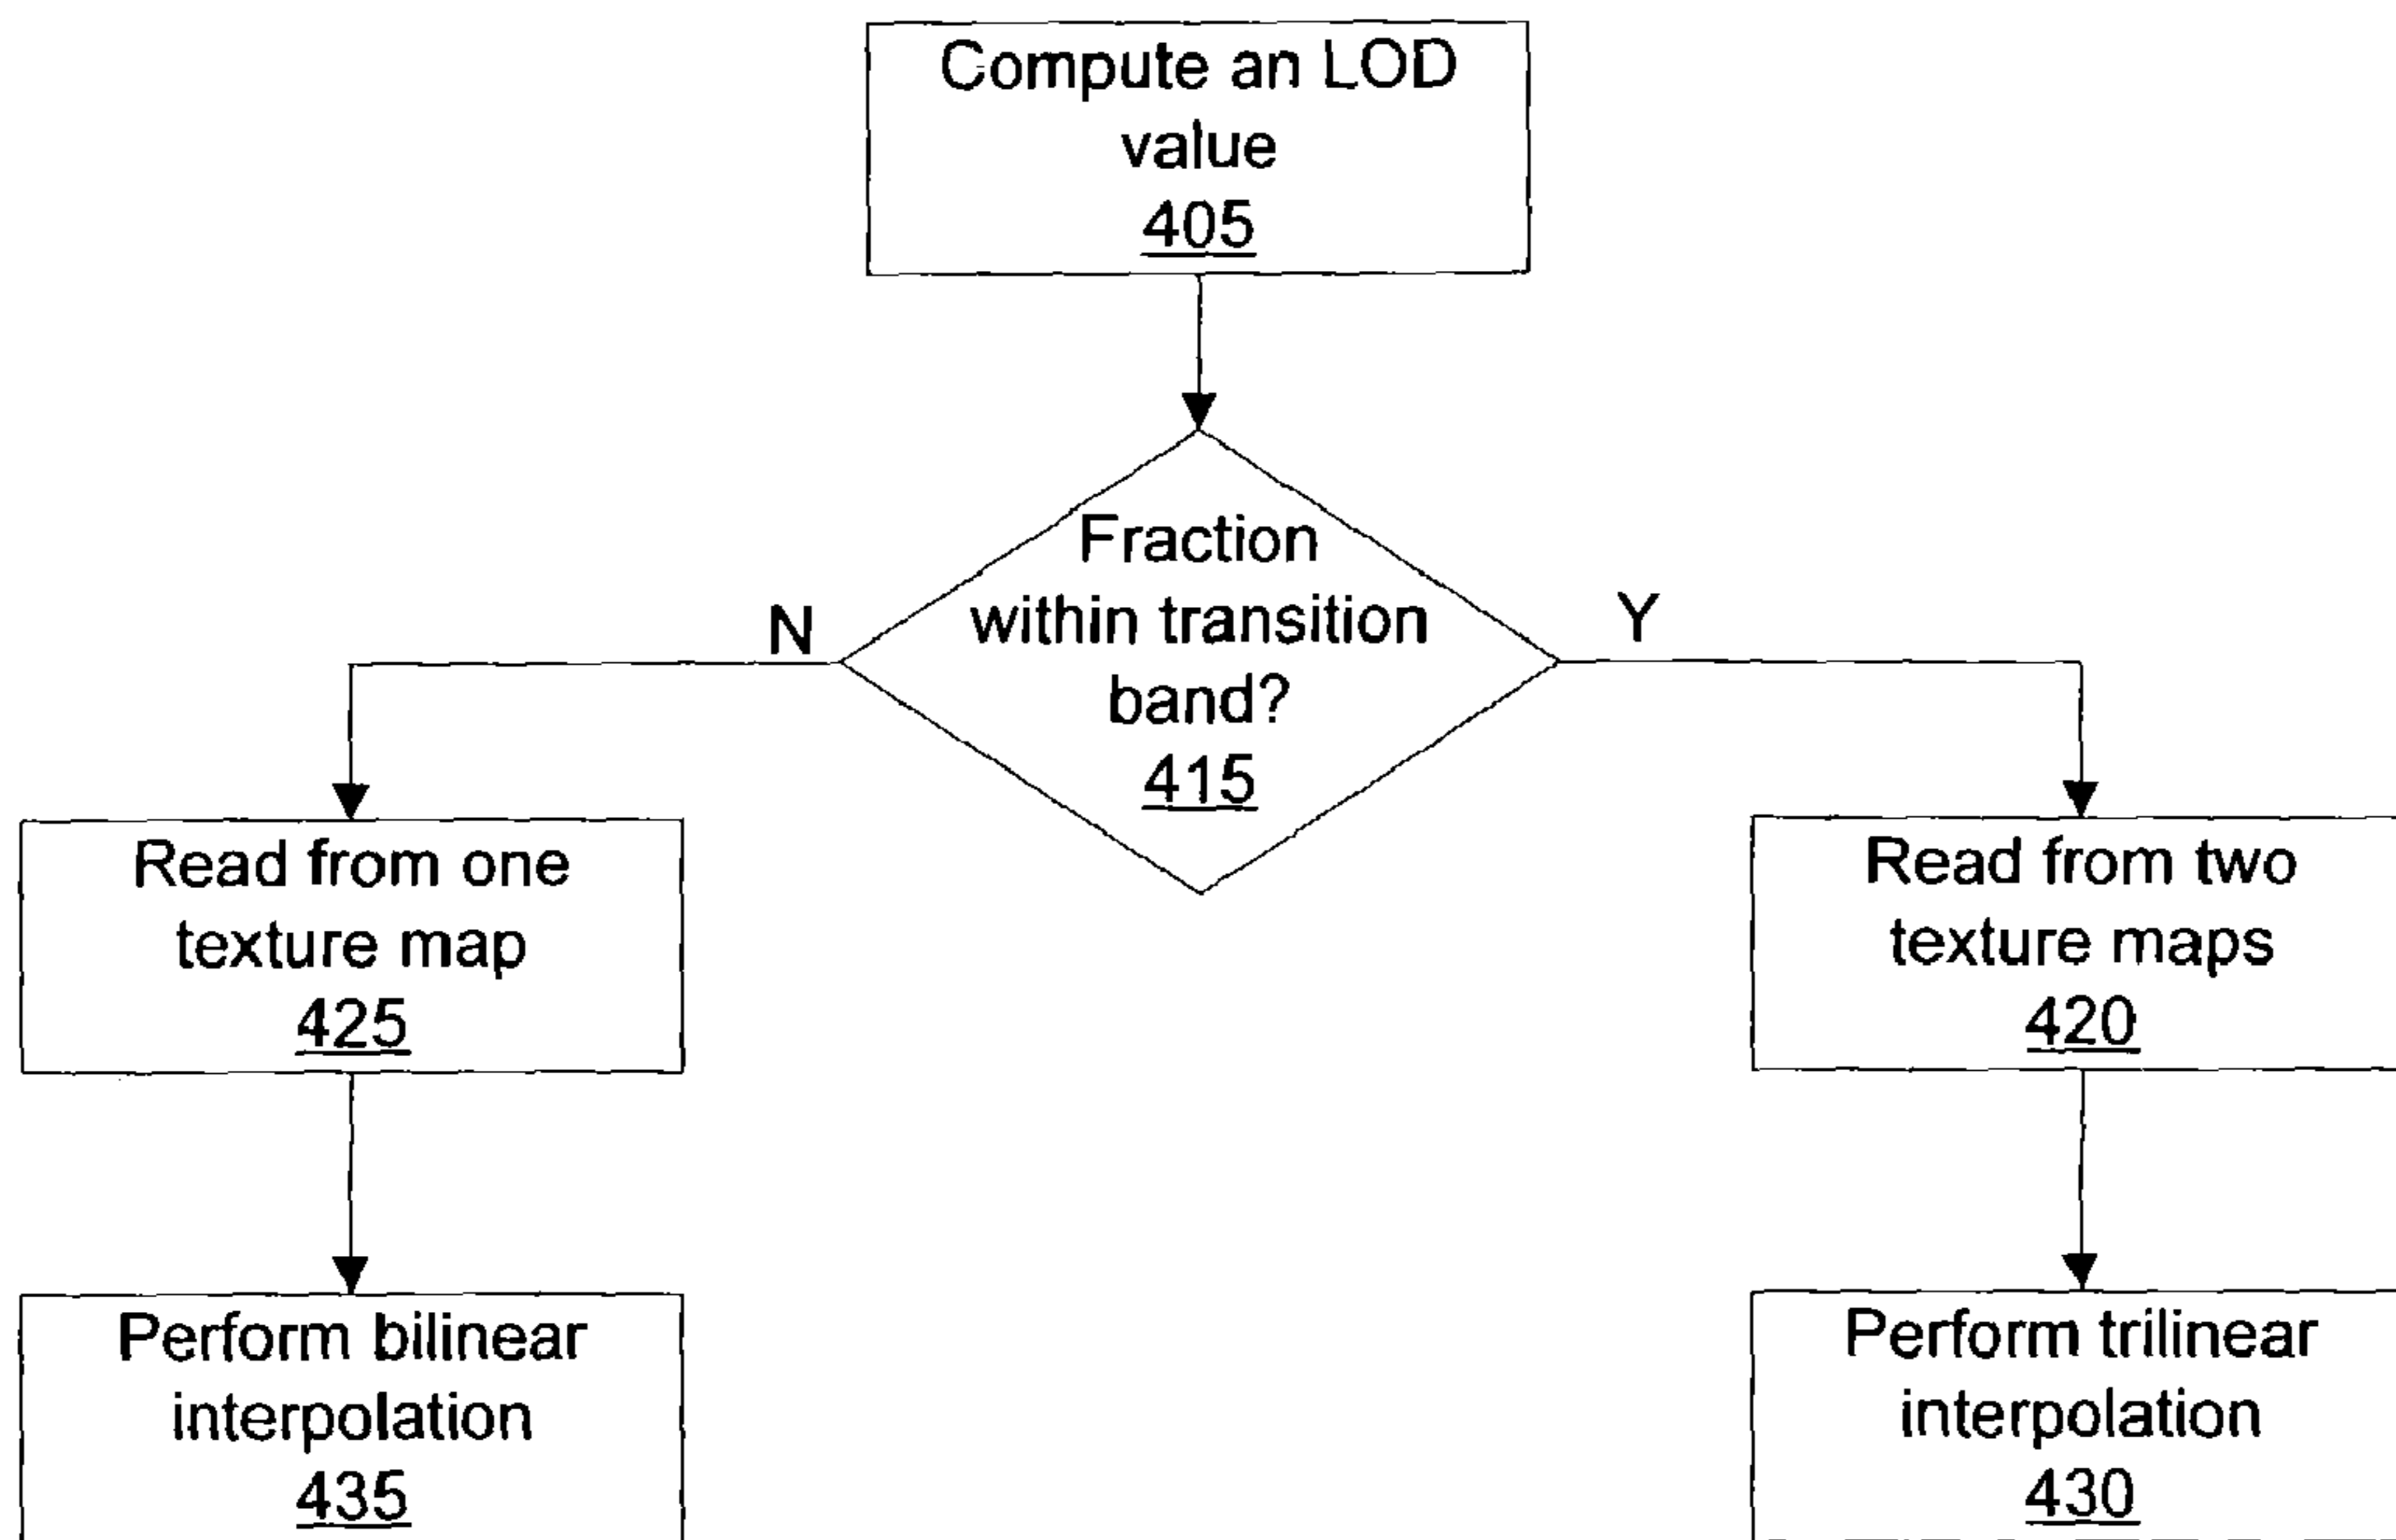 Compute an LOD
value
405
Fraction
within transition
band?
415
N
Y
Read from one
texture map
425
Read from two
texture maps
420
Perform bilinear
interpolation
435
Perform trilinear
interpolation
430